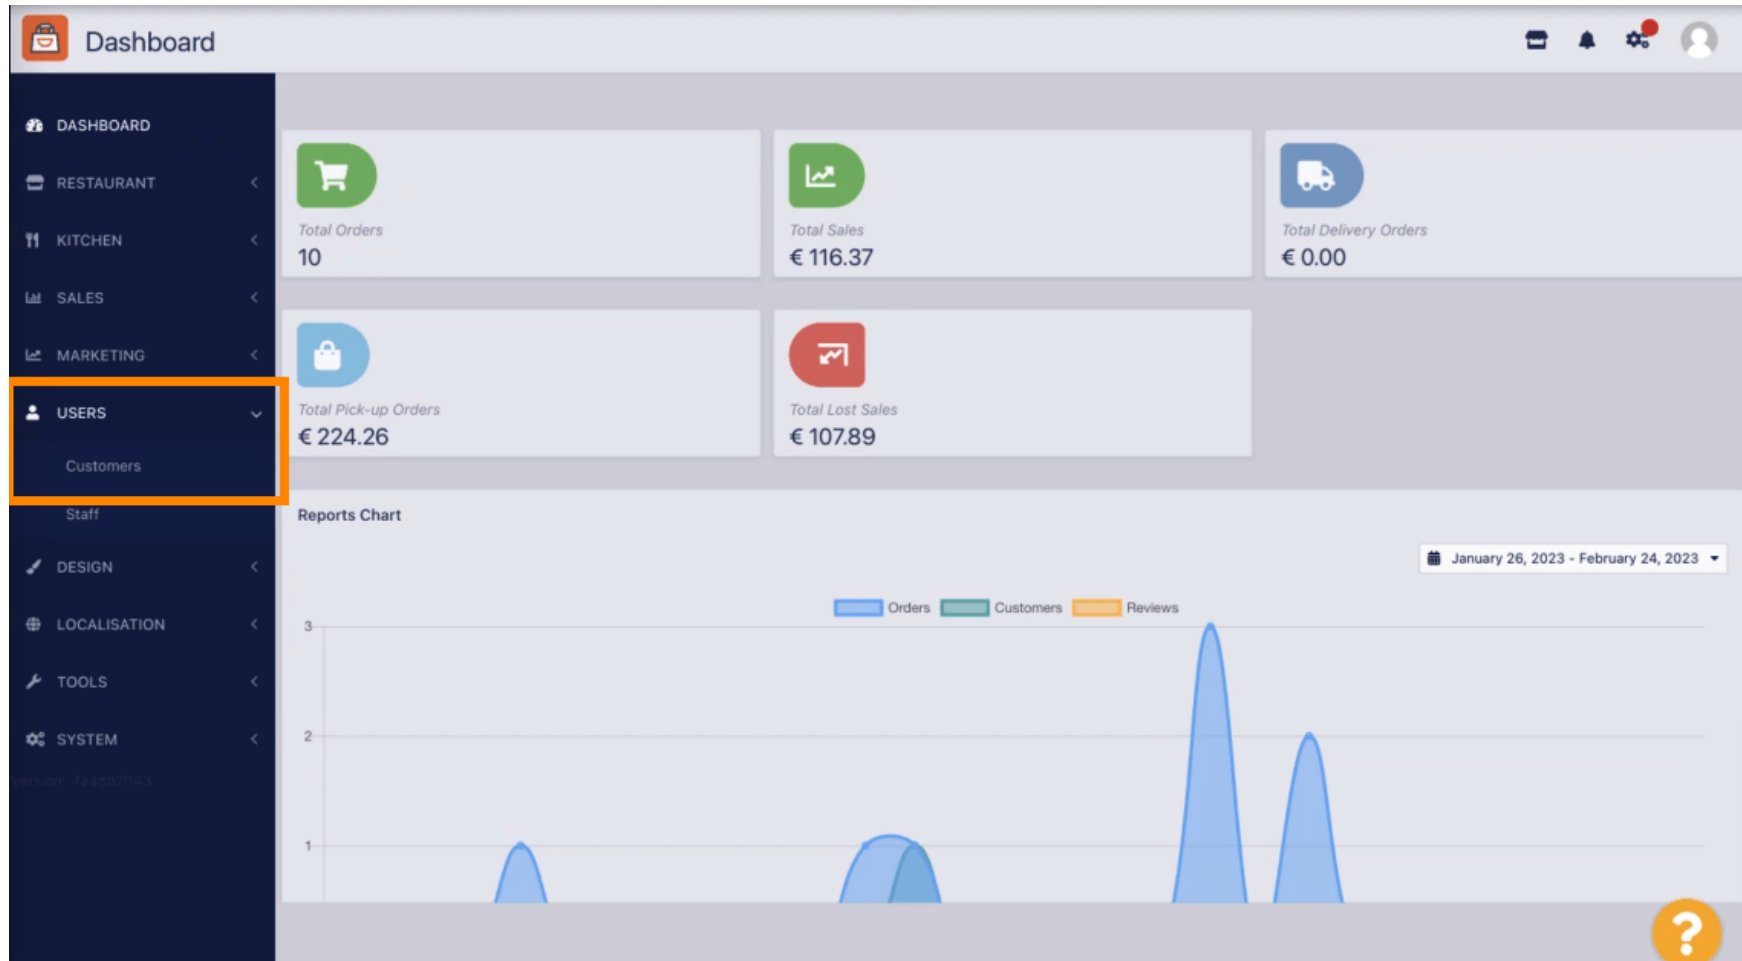 Dashboard
DASHBOARD
RESTAURANT
KITCHEN
SALES
MARKETING
USERS
Customers
Staff
DESIGN
LOCALISATION
TOOLS
SYSTEM
Version : fa4db7043
Total Orders
10
Total Sales
€ 116.37
Total Delivery Orders
€ 0.00
Total Pick-up Orders
€ 224.26
Total Lost Sales
€ 107.89
Reports Chart
January 26, 2023 - February 24, 2023
Orders Customers Reviews
3
2
1
?